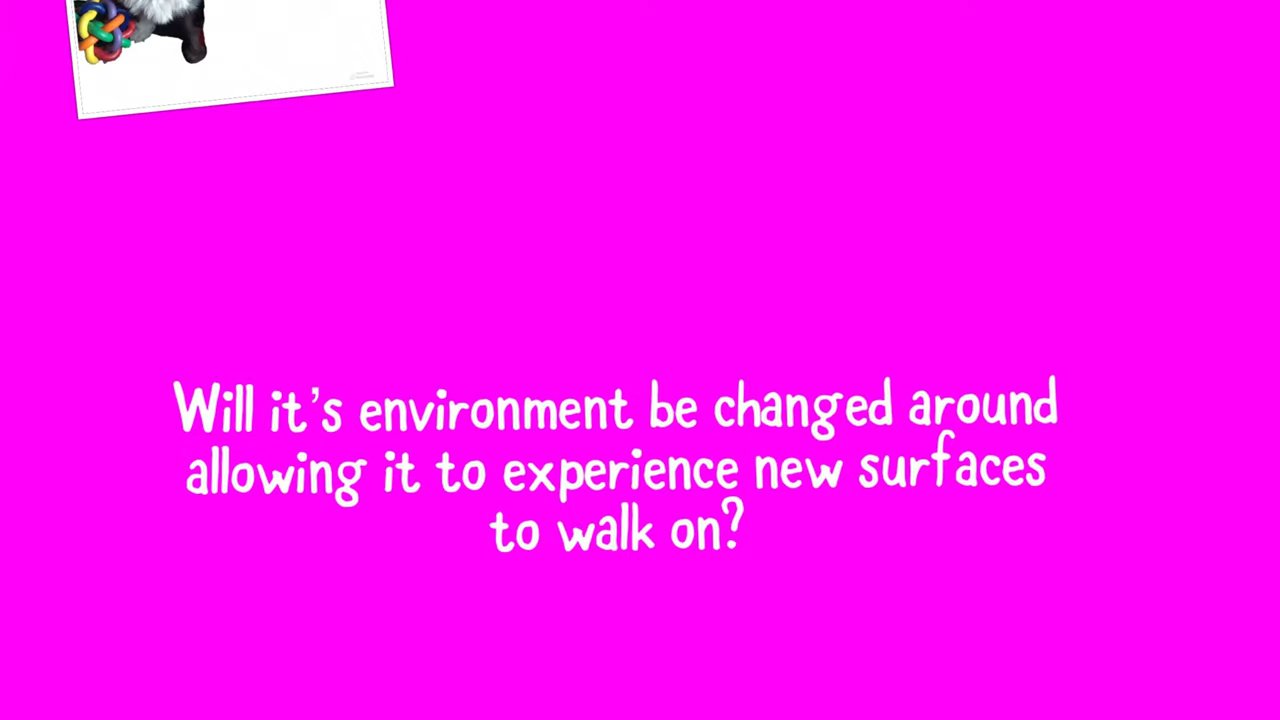 Will it's environment be changed around
allowing it to experience new surfaces
to walk on?